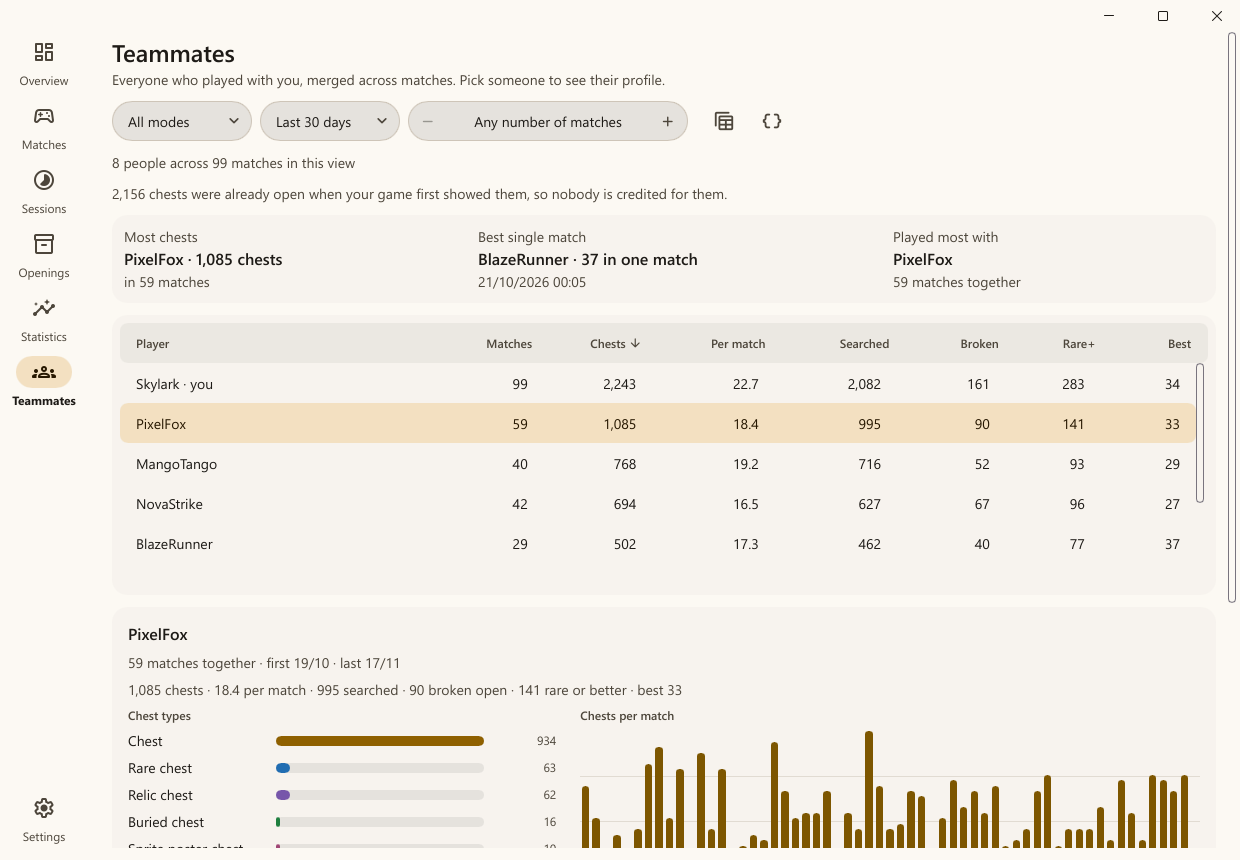 Teammates
Everyone who played with you, merged across matches. Pick someone to see their profile.
All modes
Last 30 days
Any number of matches
8 people across 99 matches in this view
2,156 chests were already open when your game first showed them, so nobody is credited for them.
Most chests
PixelFox · 1,085 chests
in 59 matches
Best single match
BlazeRunner · 37 in one match
21/10/2026 00:05
Played most with
PixelFox
59 matches together
Player Matches Chests Per match Searched Broken Rare+ Best
Skylark · you 99 2,243 22.7 2,082 161 283 34
PixelFox 59 1,085 18.4 995 90 141 33
MangoTango 40 768 19.2 716 52 93 29
NovaStrike 42 694 16.5 627 67 96 27
BlazeRunner 29 502 17.3 462 40 77 37
PixelFox
59 matches together · first 19/10 · last 17/11
1,085 chests · 18.4 per match · 995 searched · 90 broken open · 141 rare or better · best 33
Chest types
Chest 934
Rare chest 63
Relic chest 62
Buried chest 16
Chests per match
Overview
Matches
Sessions
Openings
Statistics
Teammates
Settings